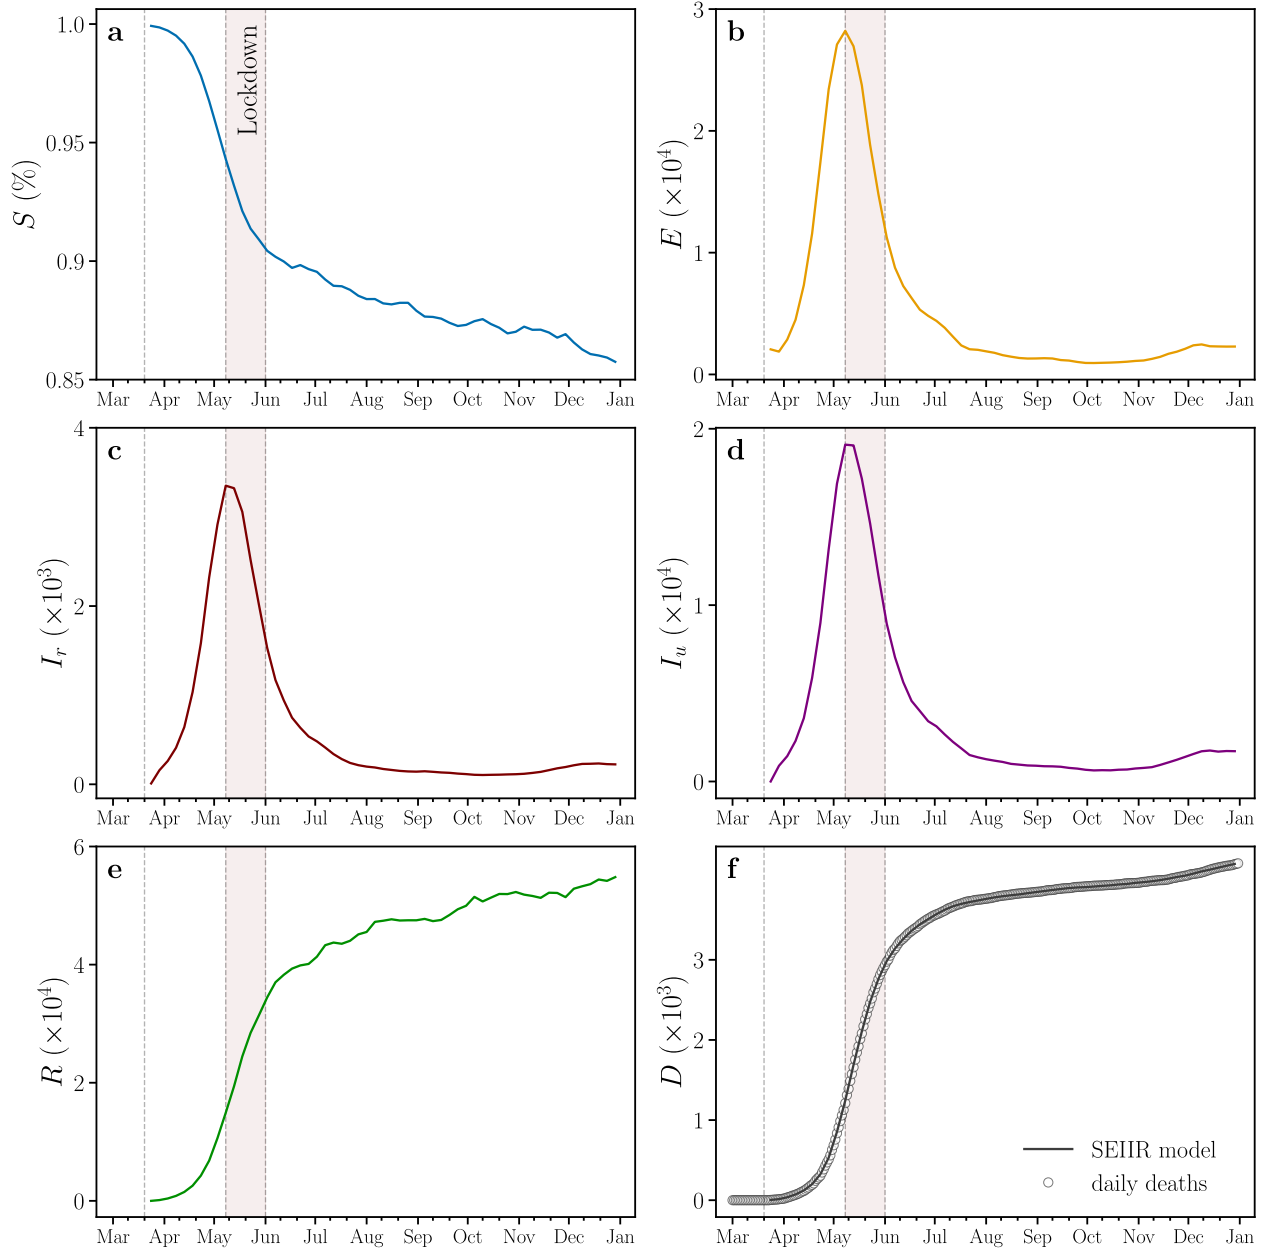 a
Lockdown
S (%)
1.0
0.95
0.9
0.85
Mar Apr May Jun Jul Aug Sep Oct Nov Dec Jan
b
E (×10⁴)
3
2
1
0
Mar Apr May Jun Jul Aug Sep Oct Nov Dec Jan
c
I_r (×10³)
4
2
0
Mar Apr May Jun Jul Aug Sep Oct Nov Dec Jan
d
I_u (×10⁴)
2
1
0
Mar Apr May Jun Jul Aug Sep Oct Nov Dec Jan
e
R (×10⁴)
6
4
2
0
Mar Apr May Jun Jul Aug Sep Oct Nov Dec Jan
f
D (×10³)
3
2
1
0
SEIIR model
daily deaths
Mar Apr May Jun Jul Aug Sep Oct Nov Dec Jan